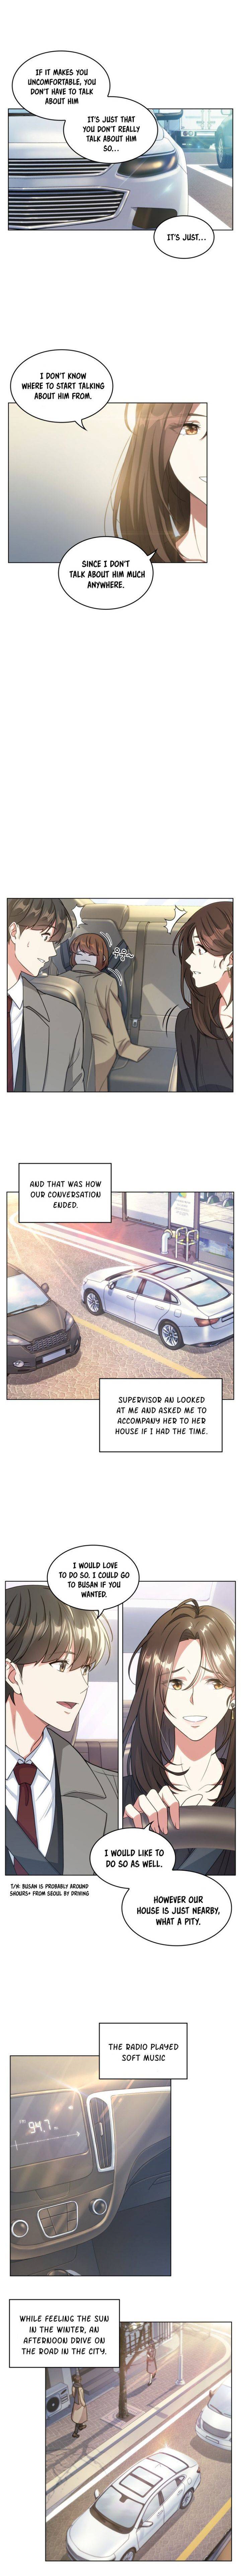 IF IT MAKES YOU
UNCOMFORTABLE, YOU
DON'T HAVE TO TALK
ABOUT HIM
IT'S JUST THAT
YOU DON'T REALLY
TALK ABOUT HIM
SO...
IT'S JUST...
I DON'T KNOW
WHERE TO START TALKING
ABOUT HIM FROM.
SINCE I DON'T
TALK ABOUT HIM MUCH
ANYWHERE.
우웅~
AND THAT WAS HOW
OUR CONVERSATION
ENDED.
SUPERVISOR AN LOOKED
AT ME AND ASKED ME TO
ACCOMPANY HER TO HER
HOUSE IF I HAD THE TIME.
I WOULD LOVE
TO DO SO. I COULD GO
TO BUSAN IF YOU
WANTED.
I WOULD LIKE TO
DO SO AS WELL.
T/N: BUSAN IS PROBABLY AROUND
5HOURS+ FROM SEOUL BY DRIVING
HOWEVER OUR
HOUSE IS JUST NEARBY,
WHAT A PITY.
THE RADIO PLAYED
SOFT MUSIC
FM 94.7
WHILE FEELING THE SUN
IN THE WINTER, AN
AFTERNOON DRIVE ON
THE ROAD IN THE CITY.